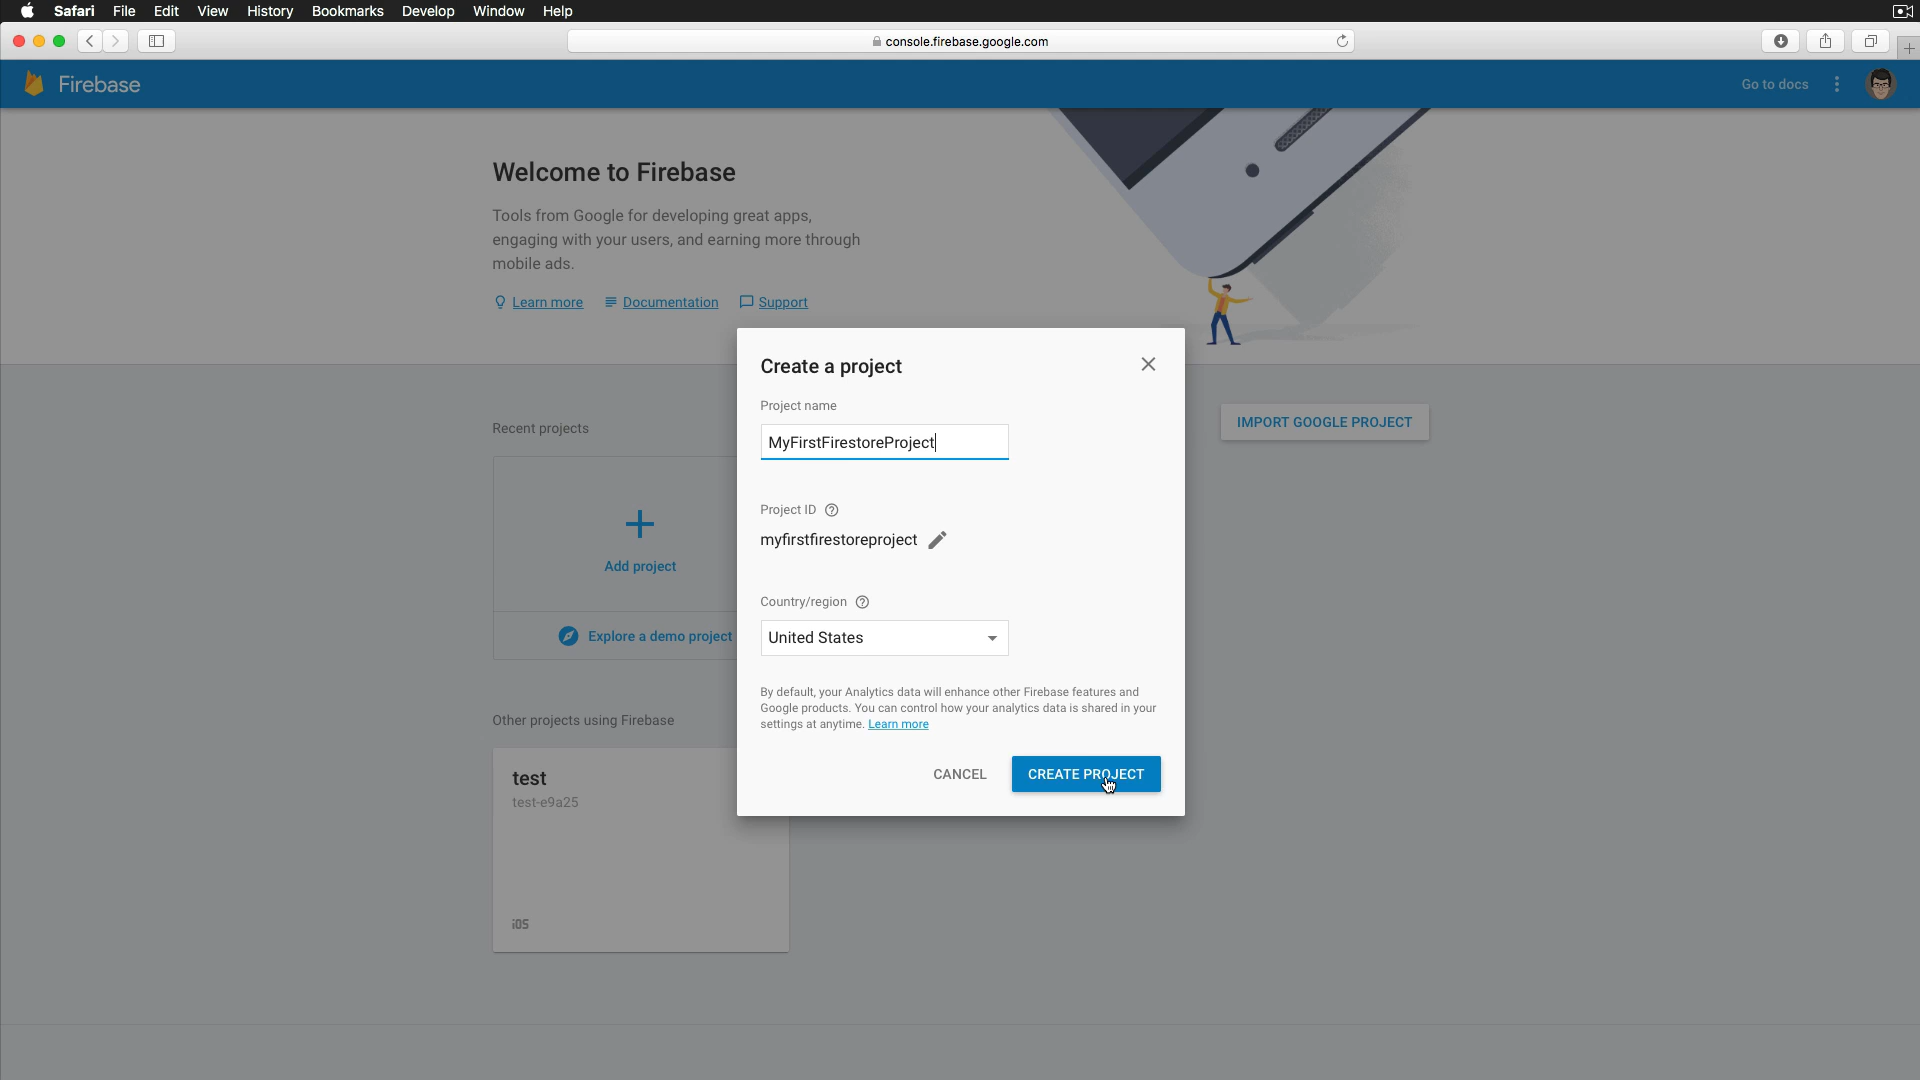 Safari File Edit View History Bookmarks Develop Window Help
console.firebase.google.com
Firebase
Go to docs
Welcome to Firebase
Tools from Google for developing great apps,
engaging with your users, and earning more through
mobile ads.
Learn more Documentation Support
Create a project
Project name
MyFirstFirestoreProject
Project ID
myfirstfirestoreproject
Country/region
United States
By default, your Analytics data will enhance other Firebase features and
Google products. You can control how your analytics data is shared in your
settings at anytime. Learn more
CANCEL CREATE PROJECT
Recent projects
IMPORT GOOGLE PROJECT
Add project
Explore a demo project
Other projects using Firebase
test
test-e9a25
iOS